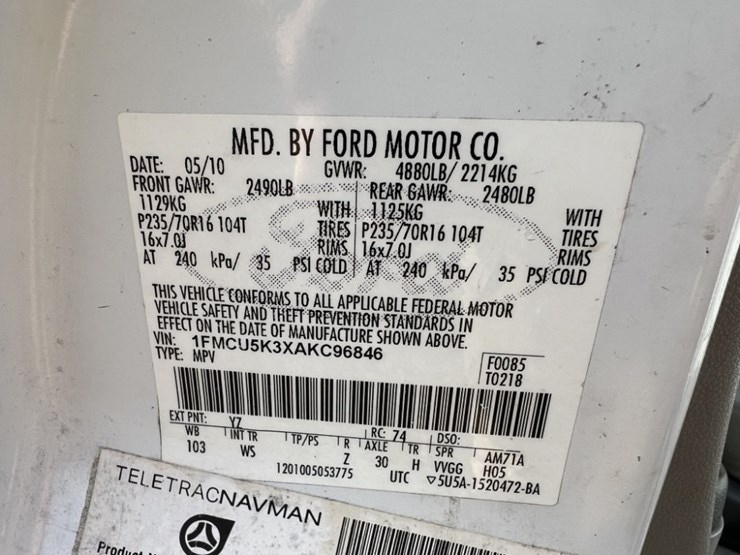 MFD. BY FORD MOTOR CO.
DATE: 05/10 GVWR: 4880LB/ 2214KG
FRONT GAWR: 2490LB REAR GAWR: 2480LB
1129KG WITH 1125KG WITH
P235/70R16 104T TIRES P235/70R16 104T TIRES
16x7.0J RIMS 16x7.0J RIMS
AT 240 kPa/ 35 PSI COLD AT 240 kPa/ 35 PSI COLD
Ford
THIS VEHICLE CONFORMS TO ALL APPLICABLE FEDERAL MOTOR
VEHICLE SAFETY AND THEFT PREVENTION STANDARDS IN
EFFECT ON THE DATE OF MANUFACTURE SHOWN ABOVE.
VIN: 1FMCU5K3XAKC96846
TYPE: MPV
F0085
T0218
EXT PNT: YZ RC: 74 DSO:
WB INT TR TP/PS R AXLE TR SPR AM71A
103 WS Z 30 H VVGG H05
1201005053775 UTC ▽5U5A-1520472-BA
TELETRACNAVMAN
Product